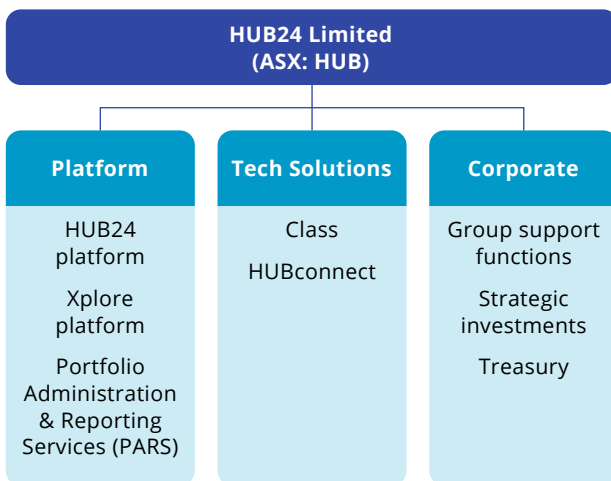 HUB24 Limited
(ASX: HUB)
Platform
HUB24
platform
Xplore
platform
Portfolio
Administration
& Reporting
Services (PARS)
Tech Solutions
Class
HUBconnect
Corporate
Group support
functions
Strategic
investments
Treasury